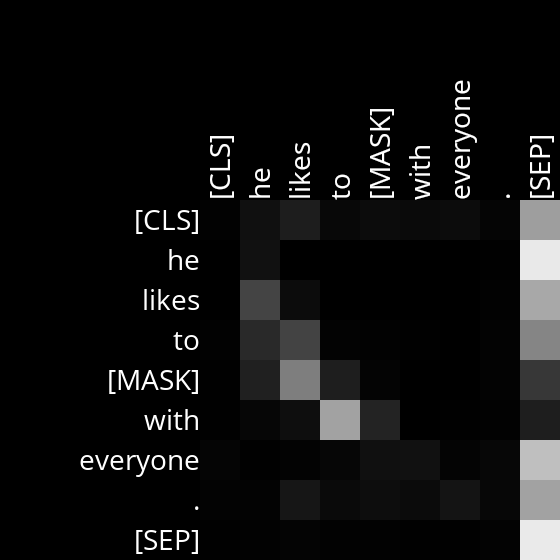 [CLS] he likes to [MASK] with everyone . [SEP]
[CLS]
he
likes
to
[MASK]
with
everyone
.
[SEP]